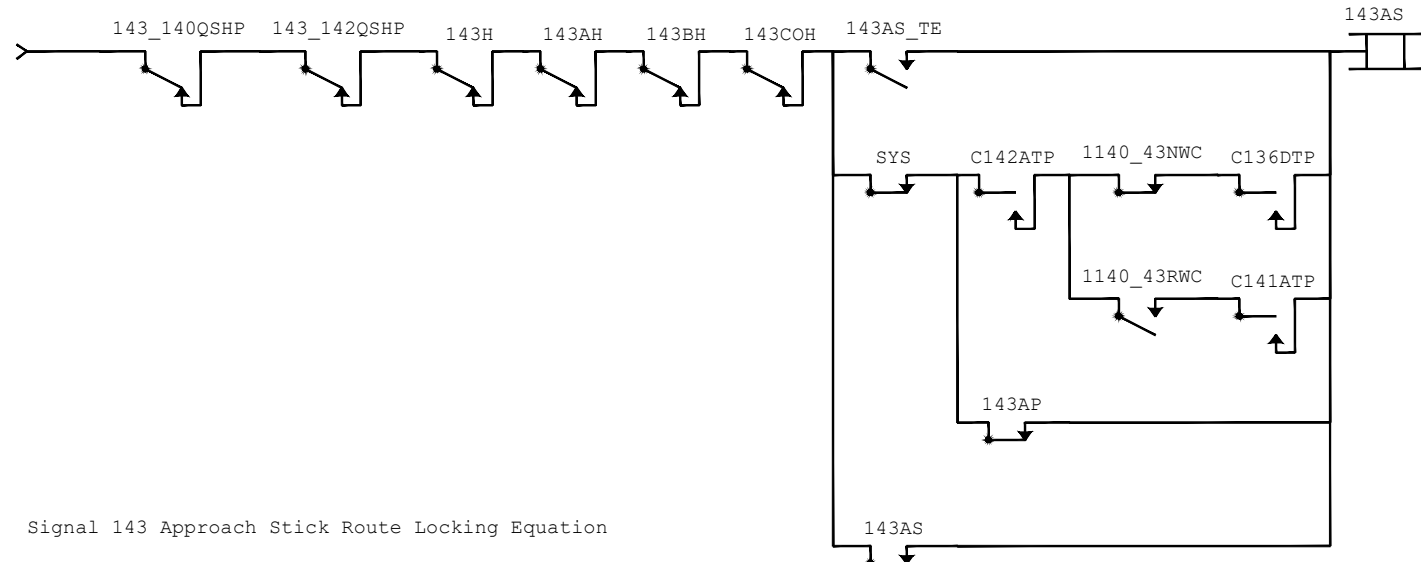 143AS
143_140QSHP 143_142QSHP 143H 143AH 143BH 143COH 143AS_TE
SYS C142ATP 1140_43NWC C136DTP
1140_43RWC C141ATP
143AP
Signal 143 Approach Stick Route Locking Equation 143AS